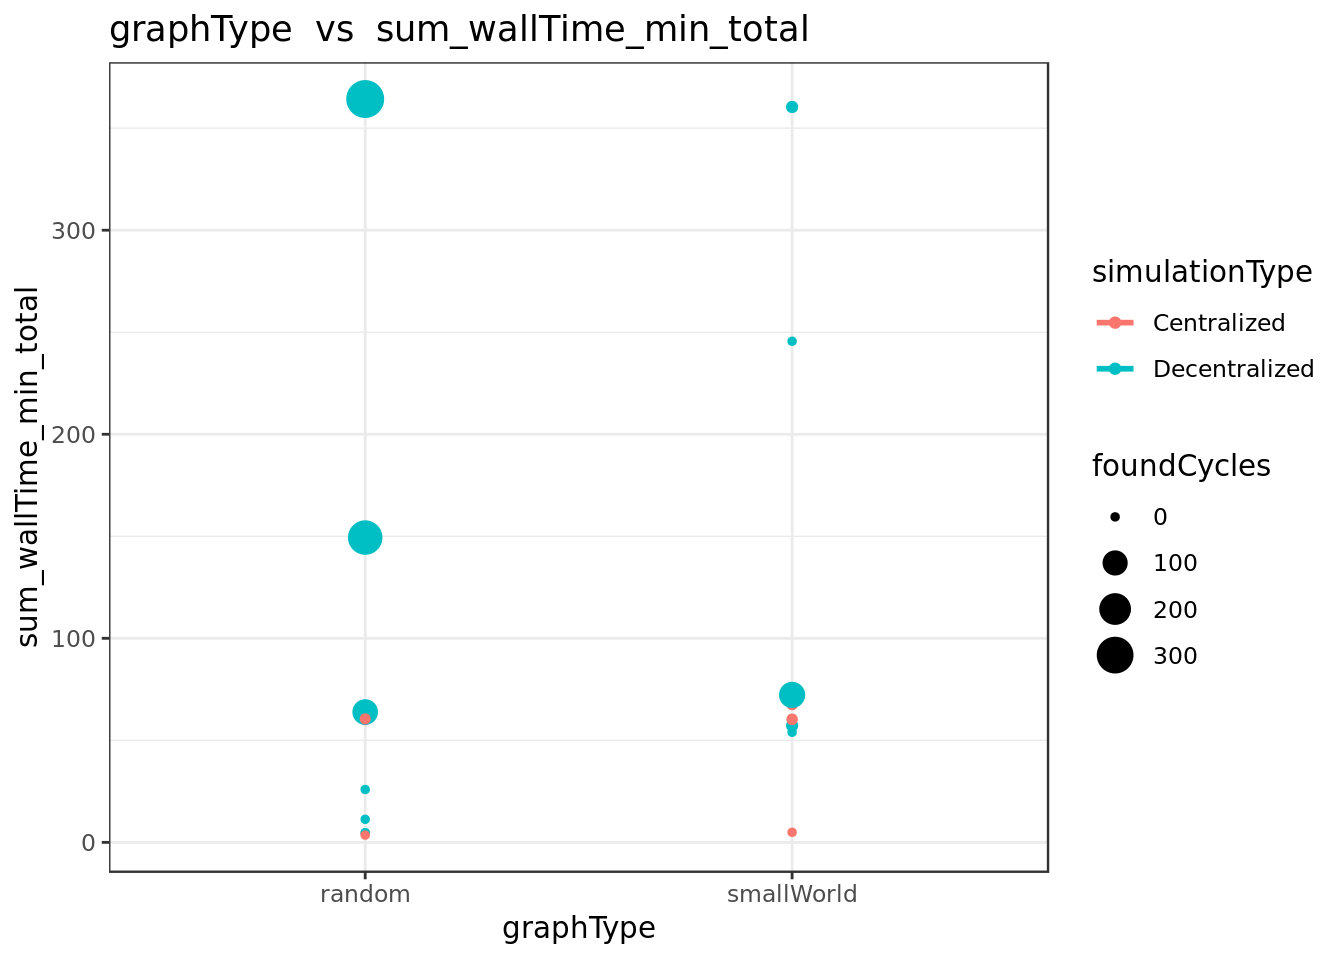 graphType vs sum_wallTime_min_total
sum_wallTime_min_total
300
200
100
0
random
smallWorld
graphType
simulationType
Centralized
Decentralized
foundCycles
0
100
200
300